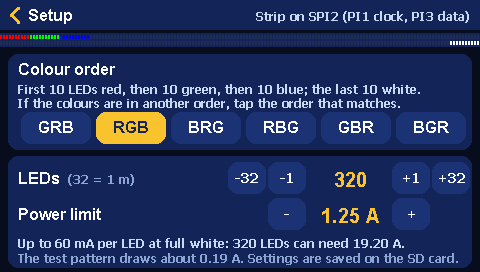 Setup
Strip on SPI2 (PI1 clock, PI3 data)
Colour order
First 10 LEDs red, then 10 green, then 10 blue; the last 10 white.
If the colours are in another order, tap the order that matches.
GRB RGB BRG RBG GBR BGR
LEDs (32 = 1 m) -32 -1 320 +1 +32
Power limit - 1.25 A +
Up to 60 mA per LED at full white: 320 LEDs can need 19.20 A.
The test pattern draws about 0.19 A. Settings are saved on the SD card.